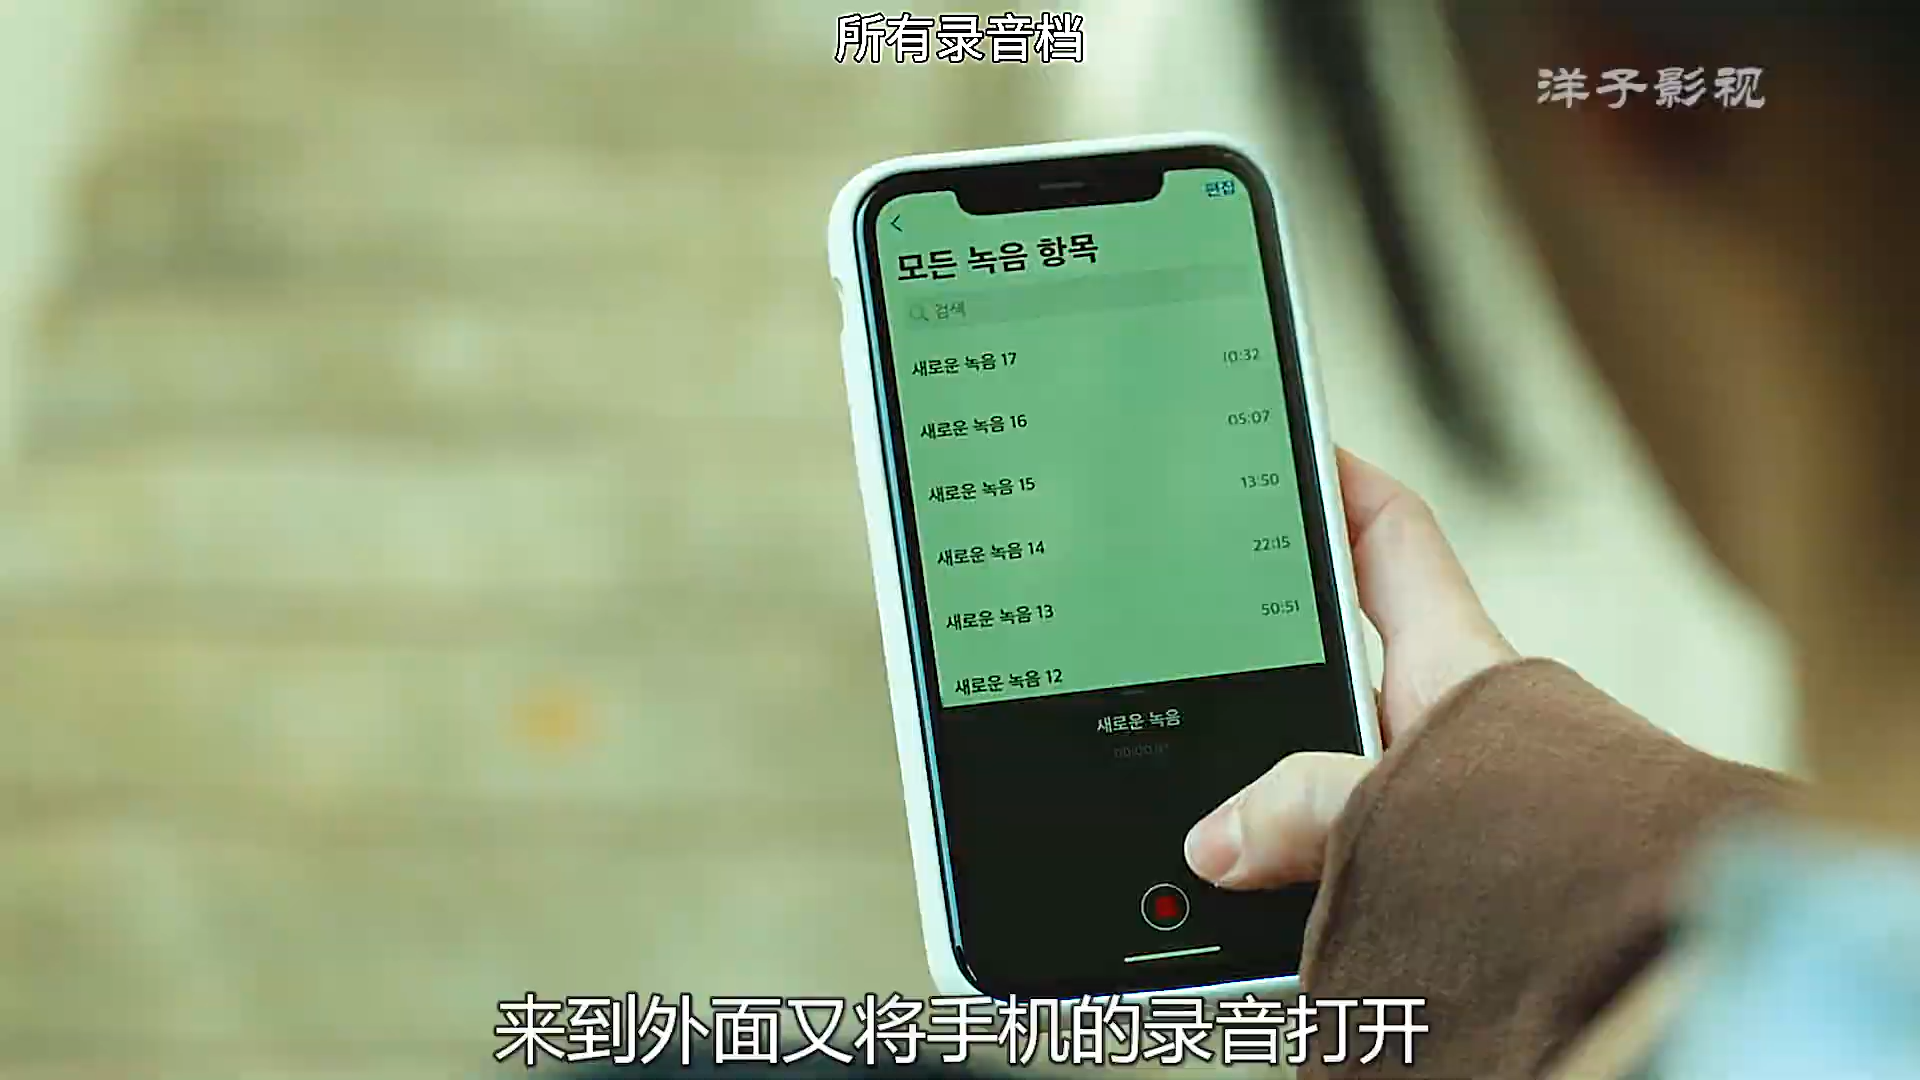 所有录音档
洋子影视
편집
모든 녹음 항목
검색
새로운 녹음 17 10:32
새로운 녹음 16 05:07
새로운 녹음 15 13:50
새로운 녹음 14 22:15
새로운 녹음 13 50:51
새로운 녹음 12
새로운 녹음
来到外面又将手机的录音打开